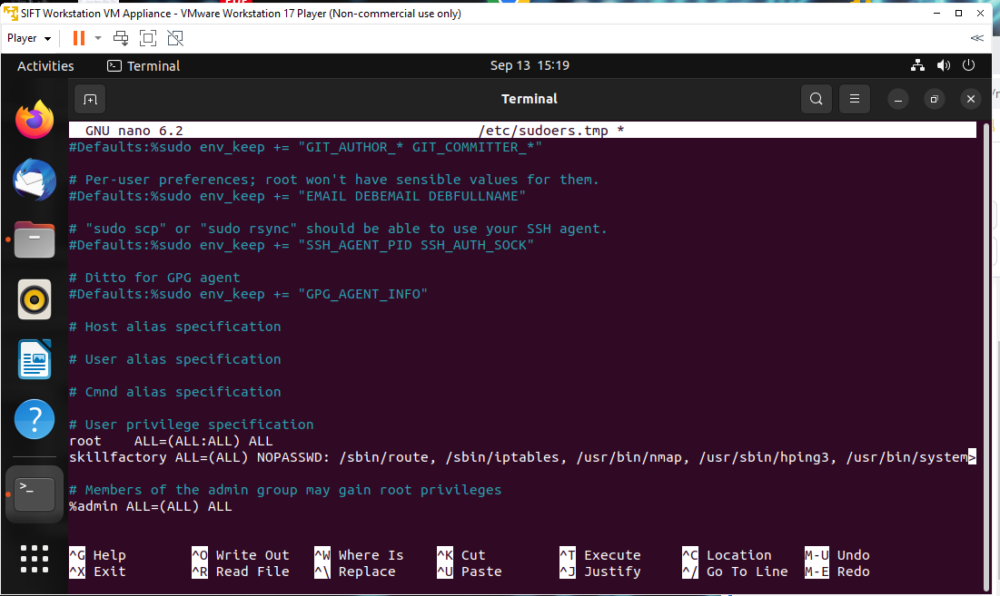 SIFT Workstation VM Appliance - VMware Workstation 17 Player (Non-commercial use only)
Player
Activities
Terminal
Sep 13 15:19
Terminal
GNU nano 6.2 /etc/sudoers.tmp *
#Defaults:%sudo env_keep += "GIT_AUTHOR_* GIT_COMMITTER_*"
# Per-user preferences; root won't have sensible values for them.
#Defaults:%sudo env_keep += "EMAIL DEBEMAIL DEBFULLNAME"
# "sudo scp" or "sudo rsync" should be able to use your SSH agent.
#Defaults:%sudo env_keep += "SSH_AGENT_PID SSH_AUTH_SOCK"
# Ditto for GPG agent
#Defaults:%sudo env_keep += "GPG_AGENT_INFO"
# Host alias specification
# User alias specification
# Cmnd alias specification
# User privilege specification
root ALL=(ALL:ALL) ALL
skillfactory ALL=(ALL) NOPASSWD: /sbin/route, /sbin/iptables, /usr/bin/nmap, /usr/sbin/hping3, /usr/bin/system>
# Members of the admin group may gain root privileges
%admin ALL=(ALL) ALL
^G Help ^O Write Out ^W Where Is ^K Cut ^T Execute ^C Location M-U Undo
^X Exit ^R Read File ^\ Replace ^U Paste ^J Justify ^/ Go To Line M-E Redo